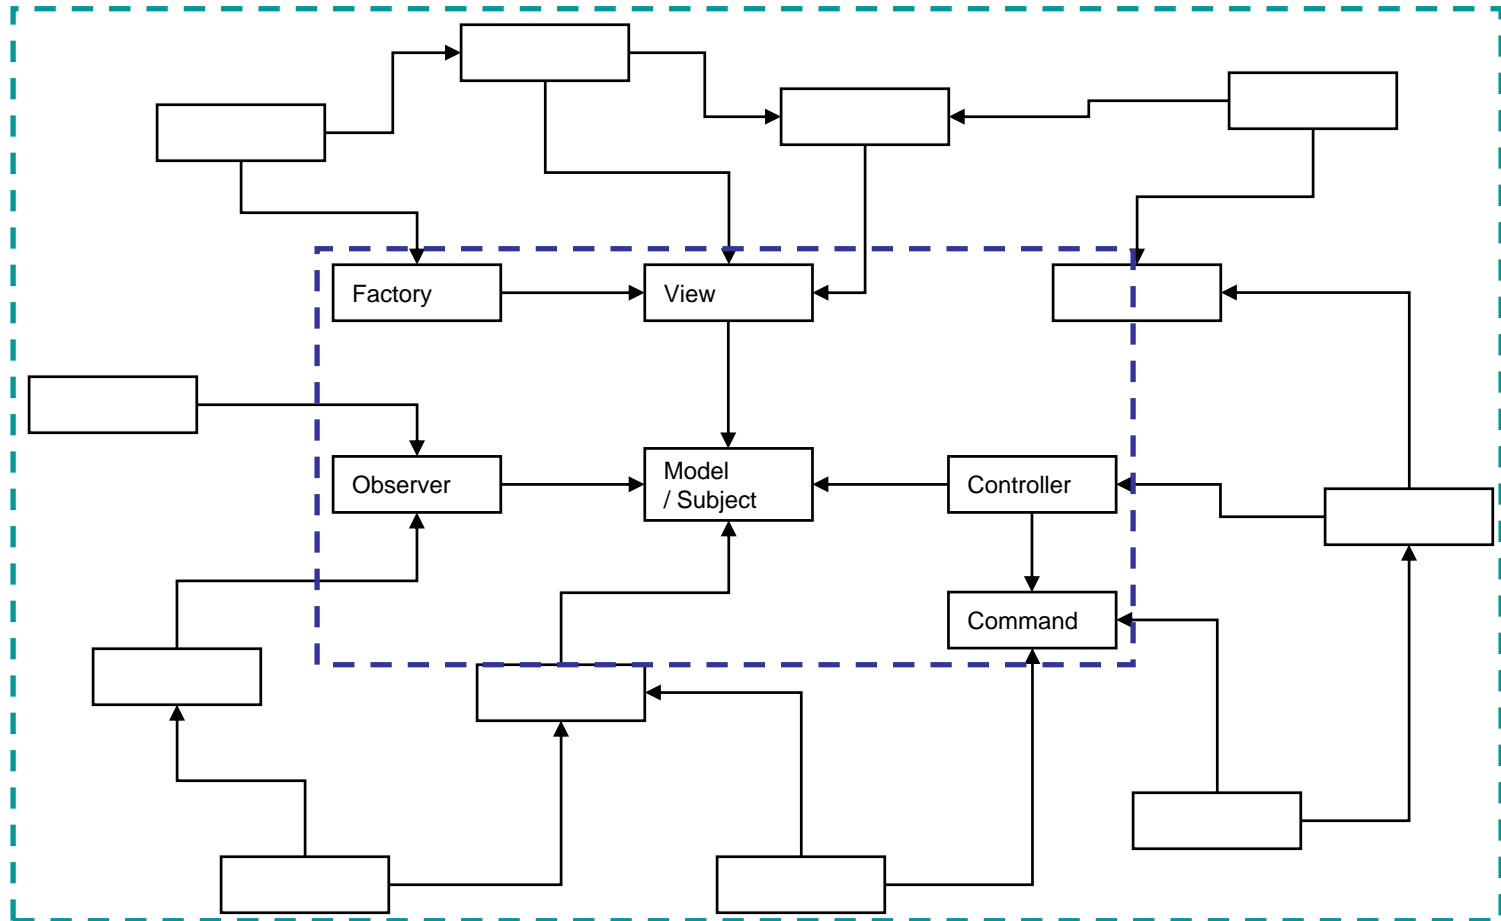 Factory
View
Observer
Model
/ Subject
Controller
Command